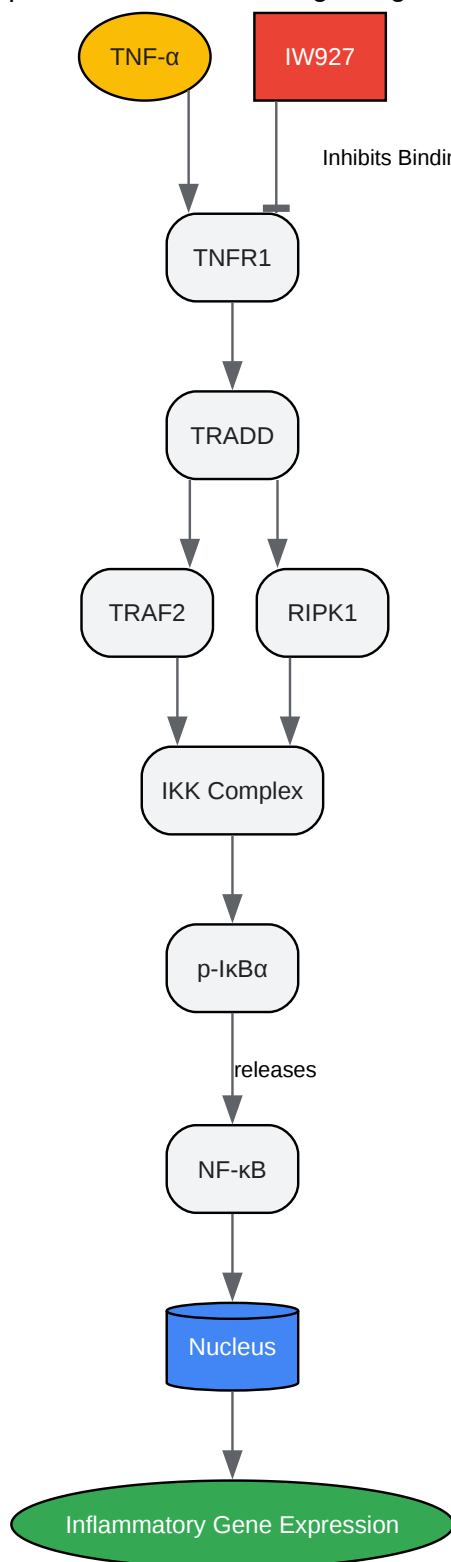 TNF-α
IW927
Inhibits
TNFR1
TRADD
TRAF2
RIPK1
IKK Complex
p-IκBα
releases
NF-κB
Nucleus
Inflammatory Gene Expression